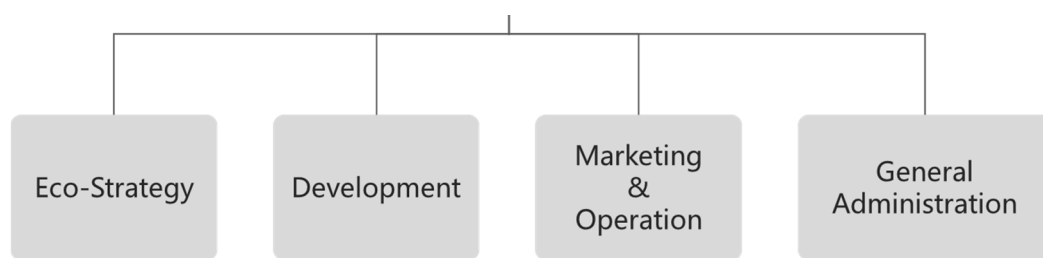 Eco-Strategy
Development
Marketing
&
Operation
General
Administration